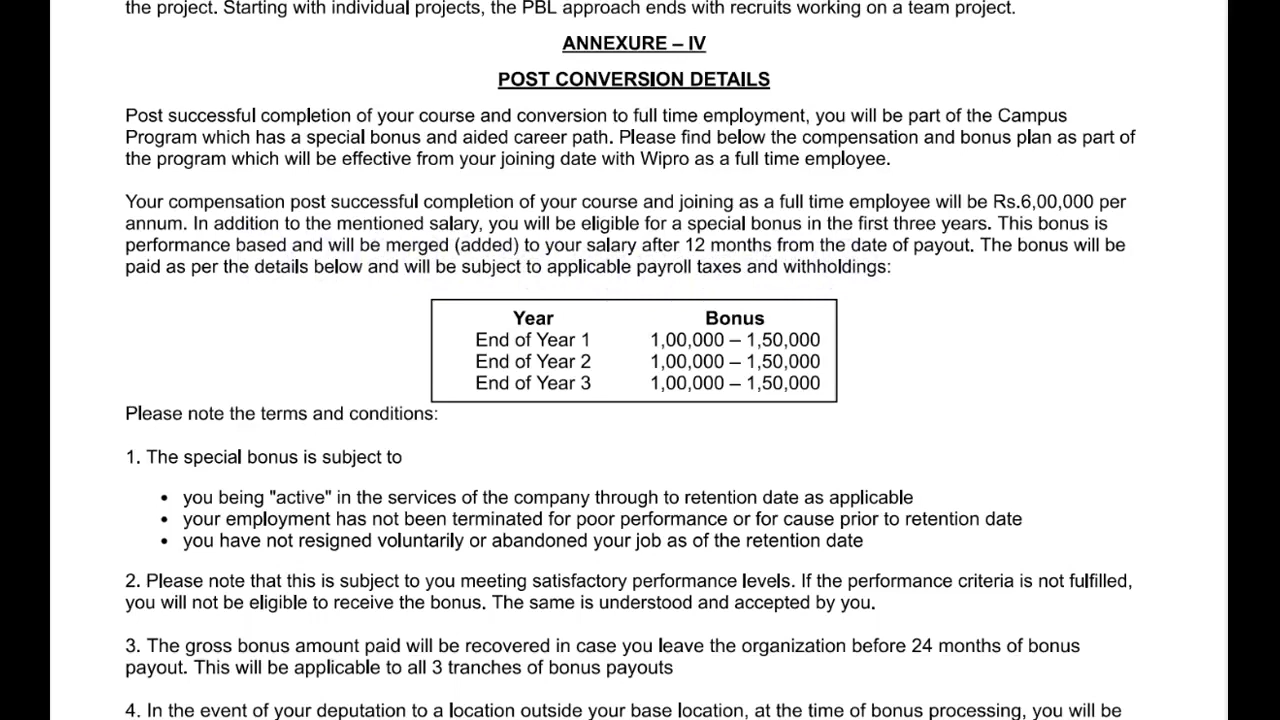 the project. Starting with individual projects, the PBL approach ends with recruits working on a team project.
ANNEXURE – IV
POST CONVERSION DETAILS
Post successful completion of your course and conversion to full time employment, you will be part of the Campus
Program which has a special bonus and aided career path. Please find below the compensation and bonus plan as part of
the program which will be effective from your joining date with Wipro as a full time employee.
Your compensation post successful completion of your course and joining as a full time employee will be Rs.6,00,000 per
annum. In addition to the mentioned salary, you will be eligible for a special bonus in the first three years. This bonus is
performance based and will be merged (added) to your salary after 12 months from the date of payout. The bonus will be
paid as per the details below and will be subject to applicable payroll taxes and withholdings:
Year Bonus
End of Year 1 1,00,000 – 1,50,000
End of Year 2 1,00,000 – 1,50,000
End of Year 3 1,00,000 – 1,50,000
Please note the terms and conditions:
1. The special bonus is subject to
• you being "active" in the services of the company through to retention date as applicable
• your employment has not been terminated for poor performance or for cause prior to retention date
• you have not resigned voluntarily or abandoned your job as of the retention date
2. Please note that this is subject to you meeting satisfactory performance levels. If the performance criteria is not fulfilled,
you will not be eligible to receive the bonus. The same is understood and accepted by you.
3. The gross bonus amount paid will be recovered in case you leave the organization before 24 months of bonus
payout. This will be applicable to all 3 tranches of bonus payouts
4. In the event of your deputation to a location outside your base location, at the time of bonus processing, you will be